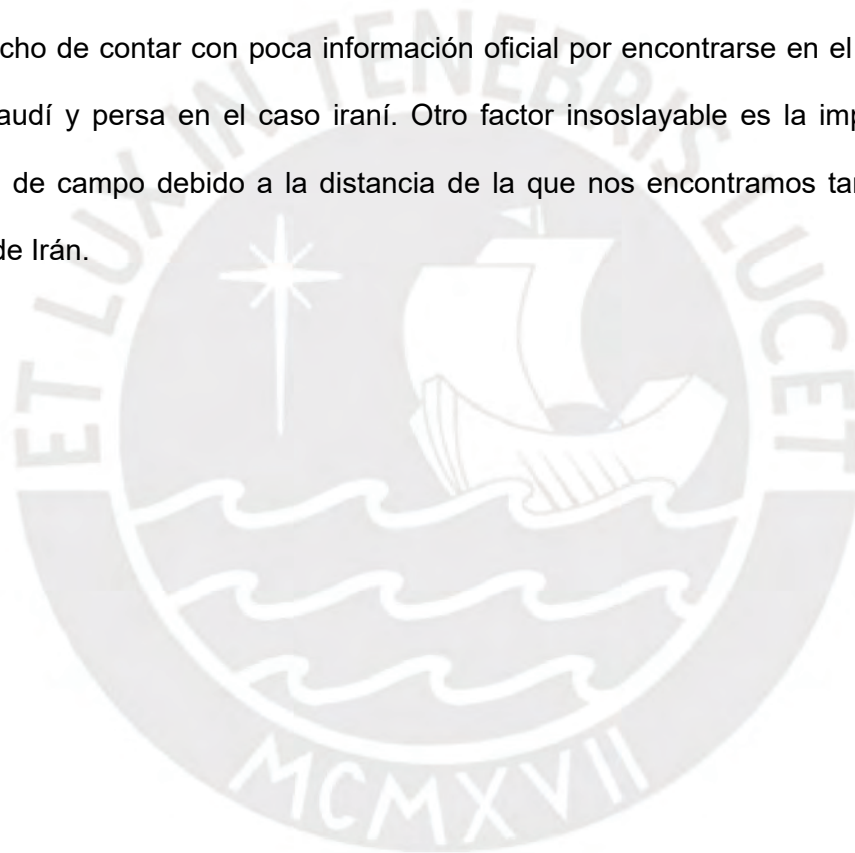 cho de contar con poca información oficial por encontrarse en el
audí y persa en el caso iraní. Otro factor insoslayable es la imp
de campo debido a la distancia de la que nos encontramos tar
de Irán.
ET LUX IN TENEBRIS LUCET
MCMXVII